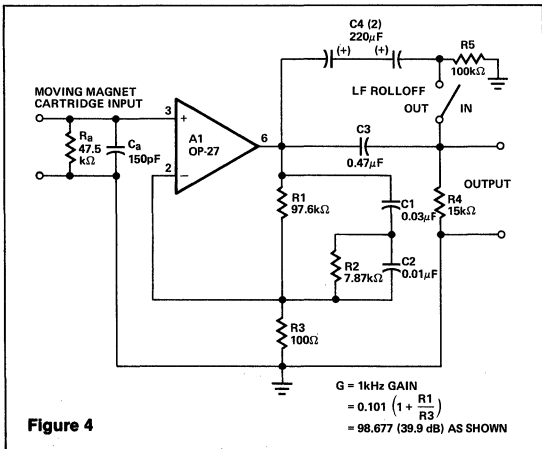 C4 (2)
220μF
(+) (+)
R5
100kΩ
LF ROLLOFF
OUT IN
MOVING MAGNET
CARTRIDGE INPUT
3
+
A1
OP-27
6
2
−
Ra
47.5
kΩ
Ca
150pF
C3
0.47μF
OUTPUT
R1
97.6kΩ
C1
0.03μF
R4
15kΩ
R2
7.87kΩ
C2
0.01μF
R3
100Ω
G = 1kHz GAIN
= 0.101 (1 + R1/R3)
= 98.677 (39.9 dB) AS SHOWN
Figure 4